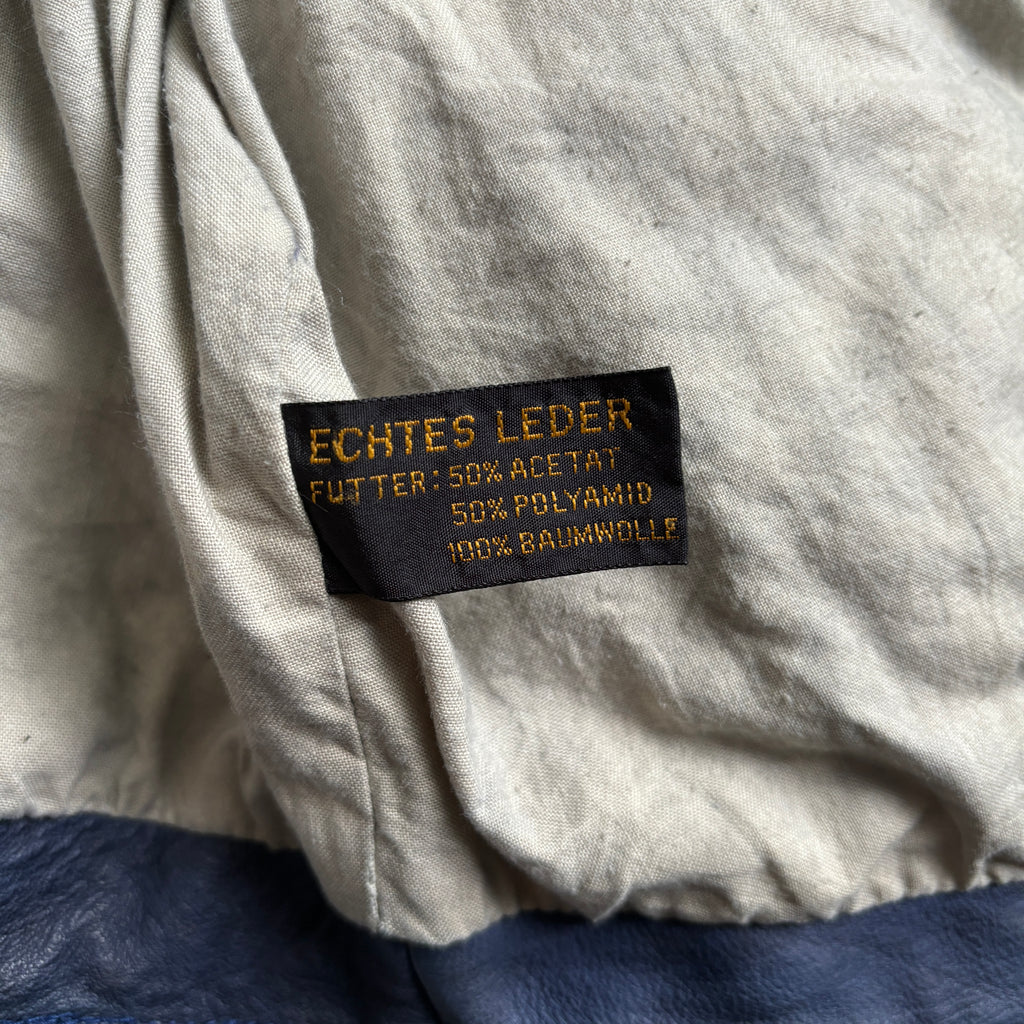 ECHTES LEDER
FUTTER: 50% ACETAT
50% POLYAMID
100% BAUMWOLLE